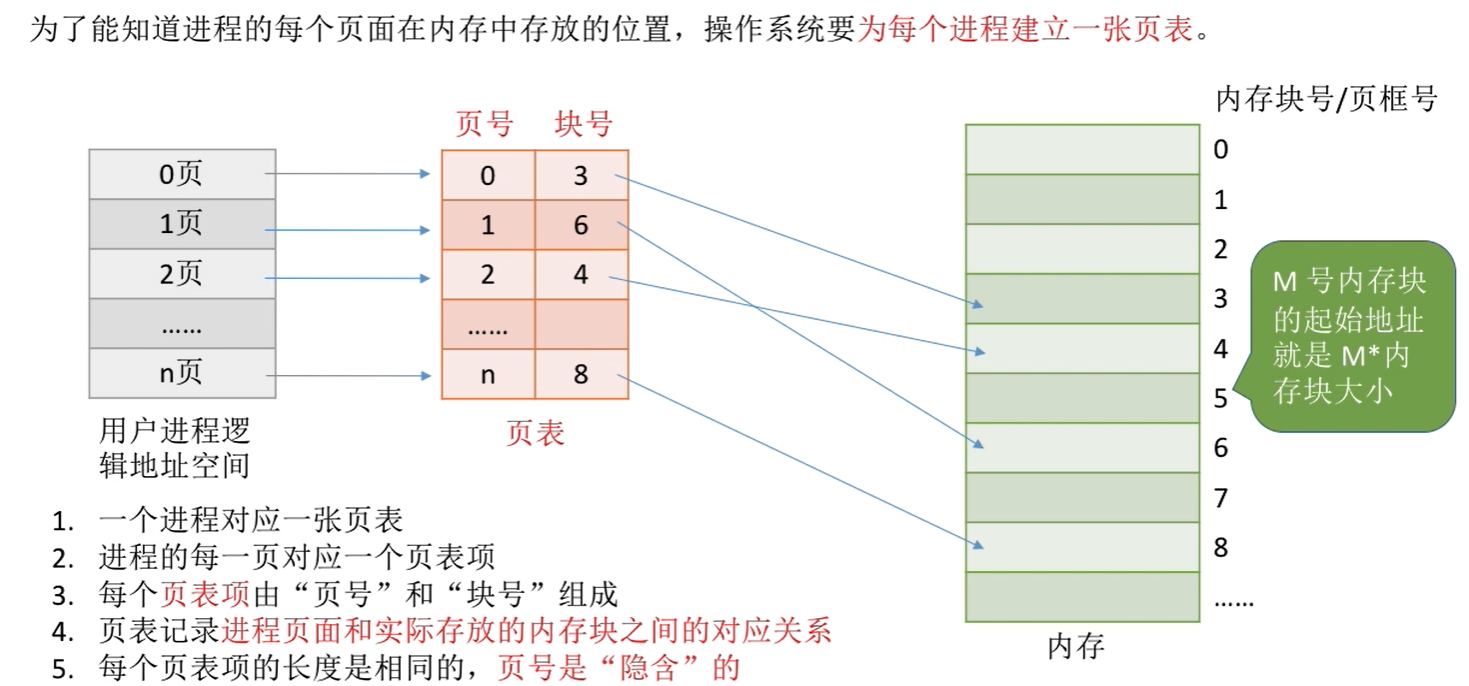 为了能知道进程的每个页面在内存中存放的位置，操作系统要为每个进程建立一张页表。
内存块号/页框号
页号 块号
0页
1页
2页
……
n页
用户进程逻
辑地址空间
0 3
1 6
2 4
……
n 8
页表
0
1
2
3
4
5
6
7
8
……
内存
M 号内存块
的起始地址
就是 M*内
存块大小
1. 一个进程对应一张页表
2. 进程的每一页对应一个页表项
3. 每个页表项由“页号”和“块号”组成
4. 页表记录进程页面和实际存放的内存块之间的对应关系
5. 每个页表项的长度是相同的，页号是“隐含”的